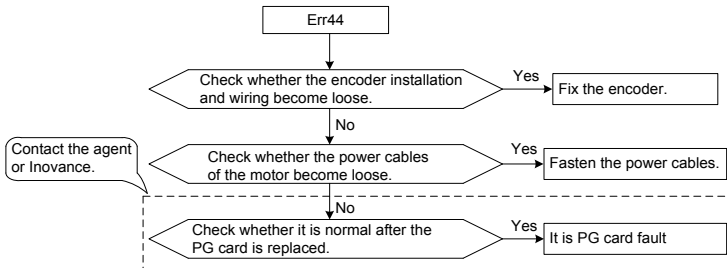 Err44
Check whether the encoder installation
and wiring become loose.
Yes
Fix the encoder.
No
Contact the agent
or Inovance.
Check whether the power cables
of the motor become loose.
Yes
Fasten the power cables.
No
Check whether it is normal after the
PG card is replaced.
Yes
It is PG card fault